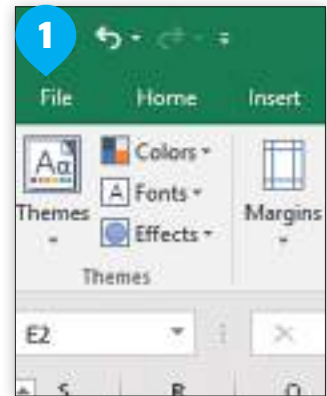 1
File Home Insert
Aa Colors
Fonts
Themes Effects Margins
Themes
E2
S R Q